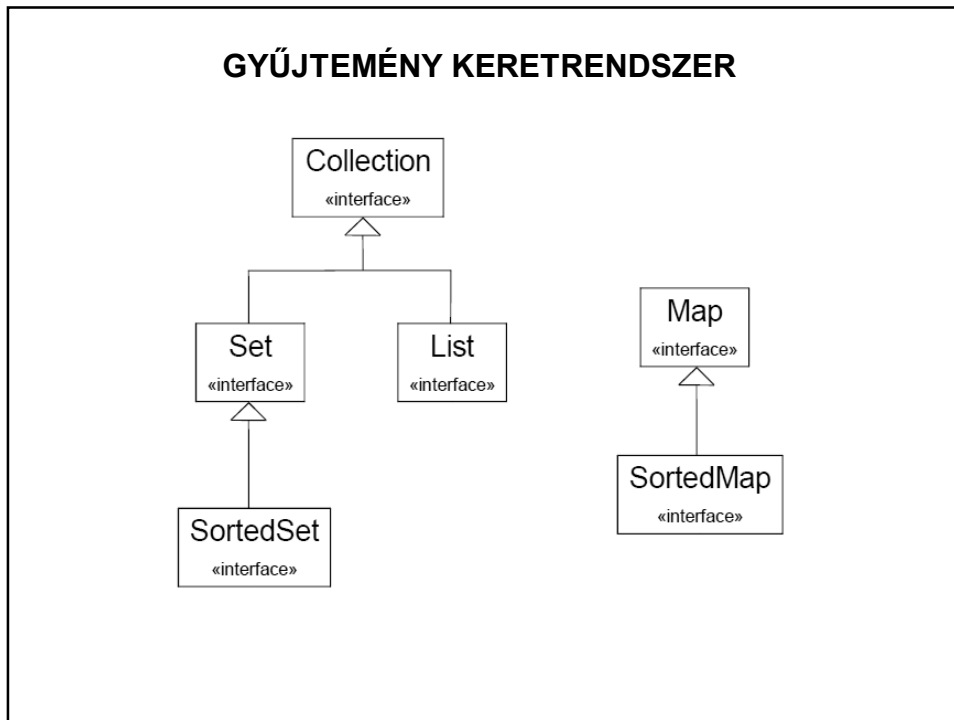 GYŰJTEMÉNY KERETRENDSZER
Collection
«interface»
Set
«interface»
List
«interface»
Map
«interface»
SortedSet
«interface»
SortedMap
«interface»